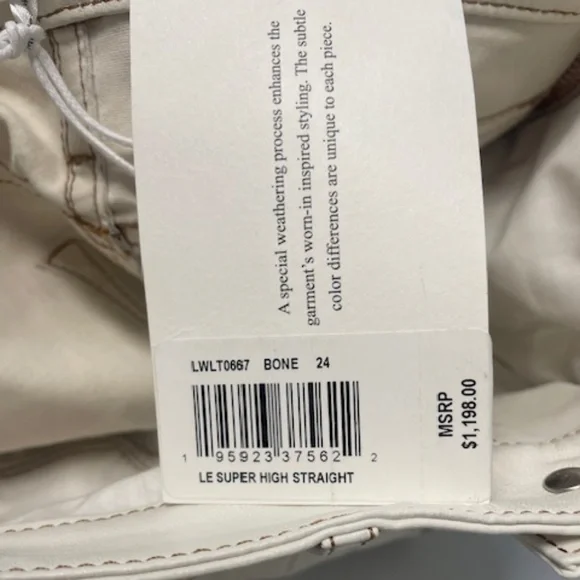 A special weathering process enhances the
garment's worn-in inspired styling. The subtle
color differences are unique to each piece.
LWLT0667 BONE 24
MSRP
$1,198.00
1 95923 37562 2
LE SUPER HIGH STRAIGHT